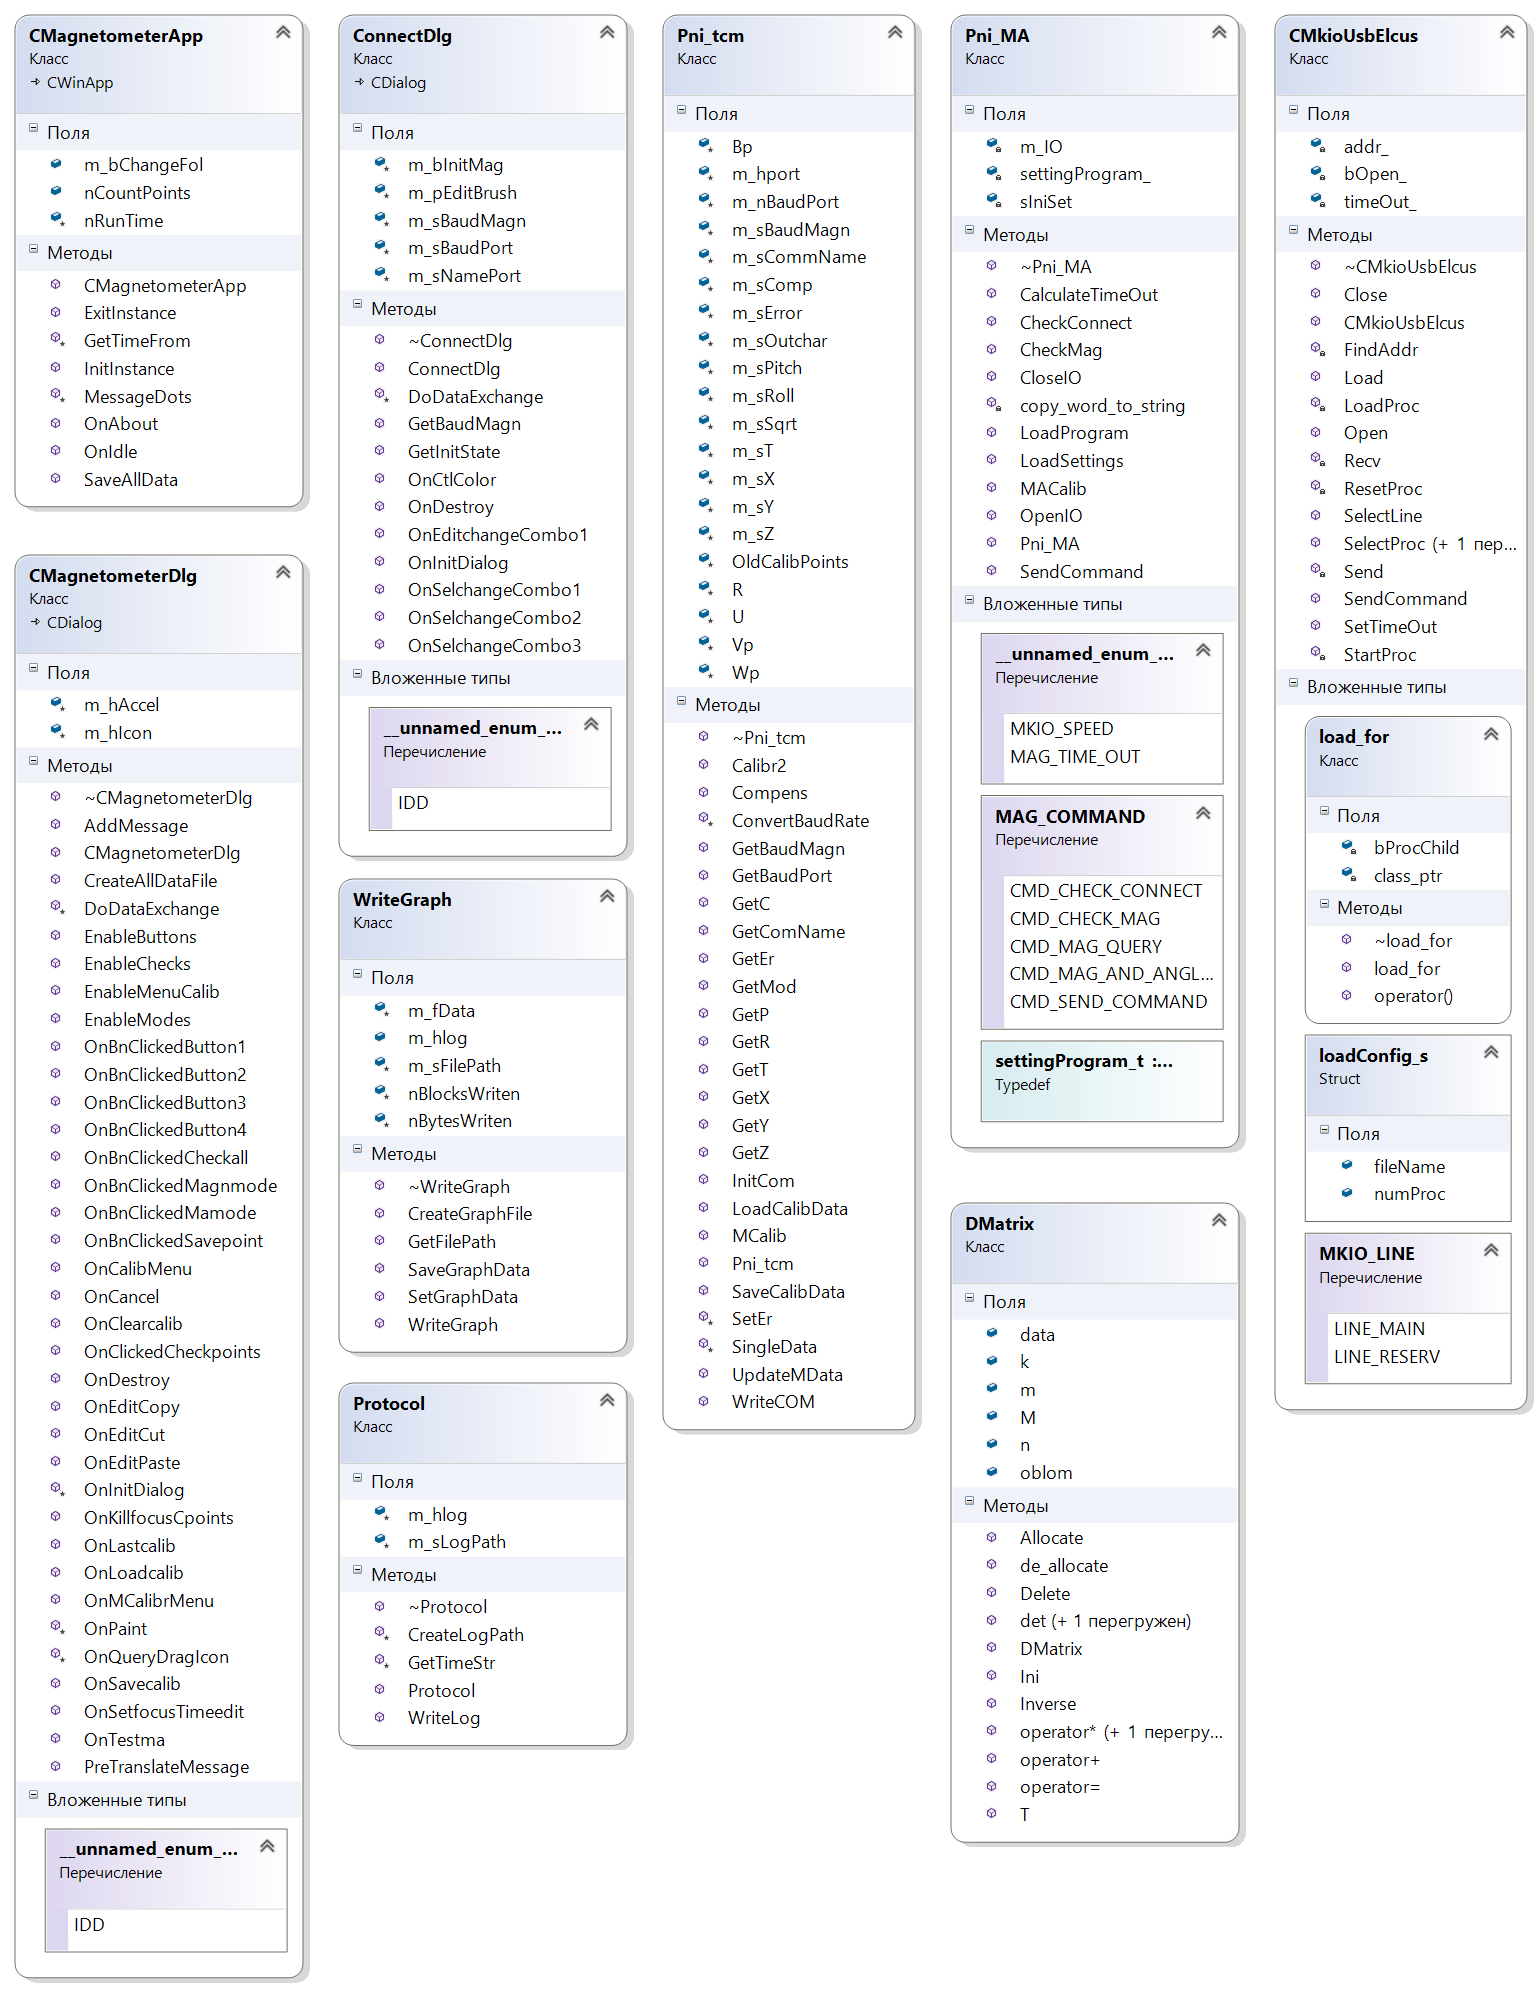 CMagnetometerApp
Класс
CWinApp
Поля
m_bChangeFol
nCountPoints
nRunTime
Методы
CMagnetometerApp
ExitInstance
GetTimeFrom
InitInstance
MessageDots
OnAbout
OnIdle
SaveAllData
CMagnetometerDlg
Класс
CDialog
Поля
m_hAccel
m_hIcon
Методы
~CMagnetometerDlg
AddMessage
CMagnetometerDlg
CreateAllDataFile
DoDataExchange
EnableButtons
EnableChecks
EnableMenuCalib
EnableModes
OnBnClickedButton1
OnBnClickedButton2
OnBnClickedButton3
OnBnClickedButton4
OnBnClickedCheckall
OnBnClickedMagnmode
OnBnClickedMamode
OnBnClickedSavepoint
OnCalibMenu
OnCancel
OnClearcalib
OnClickedCheckpoints
OnDestroy
OnEditCopy
OnEditCut
OnEditPaste
OnInitDialog
OnKillfocusCpoints
OnLastcalib
OnLoadcalib
OnMCalibrMenu
OnPaint
OnQueryDragIcon
OnSavecalib
OnSetfocusTimeedit
OnTestma
PreTranslateMessage
Вложенные типы
__unnamed_enum_...
Перечисление
IDD
ConnectDlg
Класс
CDialog
Поля
m_bInitMag
m_pEditBrush
m_sBaudMagn
m_sBaudPort
m_sNamePort
Методы
~ConnectDlg
ConnectDlg
DoDataExchange
GetBaudMagn
GetInitState
OnCtlColor
OnDestroy
OnEditchangeCombo1
OnInitDialog
OnSelchangeCombo1
OnSelchangeCombo2
OnSelchangeCombo3
Вложенные типы
__unnamed_enum_...
Перечисление
IDD
WriteGraph
Класс
Поля
m_fData
m_hlog
m_sFilePath
nBlocksWriten
nBytesWriten
Методы
~WriteGraph
CreateGraphFile
GetFilePath
SaveGraphData
SetGraphData
WriteGraph
Protocol
Класс
Поля
m_hlog
m_sLogPath
Методы
~Protocol
CreateLogPath
GetTimeStr
Protocol
WriteLog
Pni_tcm
Класс
Поля
Bp
m_hport
m_nBaudPort
m_sBaudMagn
m_sCommName
m_sComp
m_sError
m_sOutchar
m_sPitch
m_sRoll
m_sSqrt
m_sT
m_sX
m_sY
m_sZ
OldCalibPoints
R
U
Vp
Wp
Методы
~Pni_tcm
Calibr2
Compens
ConvertBaudRate
GetBaudMagn
GetBaudPort
GetC
GetComName
GetEr
GetMod
GetP
GetR
GetT
GetX
GetY
GetZ
InitCom
LoadCalibData
MCalib
Pni_tcm
SaveCalibData
SetEr
SingleData
UpdateMData
WriteCOM
Pni_MA
Класс
Поля
m_IO
settingProgram_
sIniSet
Методы
~Pni_MA
CalculateTimeOut
CheckConnect
CheckMag
CloseIO
copy_word_to_string
LoadProgram
LoadSettings
MACalib
OpenIO
Pni_MA
SendCommand
Вложенные типы
__unnamed_enum_...
Перечисление
MKIO_SPEED
MAG_TIME_OUT
MAG_COMMAND
Перечисление
CMD_CHECK_CONNECT
CMD_CHECK_MAG
CMD_MAG_QUERY
CMD_MAG_AND_ANGL...
CMD_SEND_COMMAND
settingProgram_t :...
Typedef
DMatrix
Класс
Поля
data
k
m
M
n
oblom
Методы
Allocate
de_allocate
Delete
det (+ 1 перегружен)
DMatrix
Ini
Inverse
operator* (+ 1 перегру...
operator+
operator=
T
CMkioUsbElcus
Класс
Поля
addr_
bOpen_
timeOut_
Методы
~CMkioUsbElcus
Close
CMkioUsbElcus
FindAddr
Load
LoadProc
Open
Recv
ResetProc
SelectLine
SelectProc (+ 1 пер...
Send
SendCommand
SetTimeOut
StartProc
Вложенные типы
load_for
Класс
Поля
bProcChild
class_ptr
Методы
~load_for
load_for
operator()
loadConfig_s
Struct
Поля
fileName
numProc
MKIO_LINE
Перечисление
LINE_MAIN
LINE_RESERV